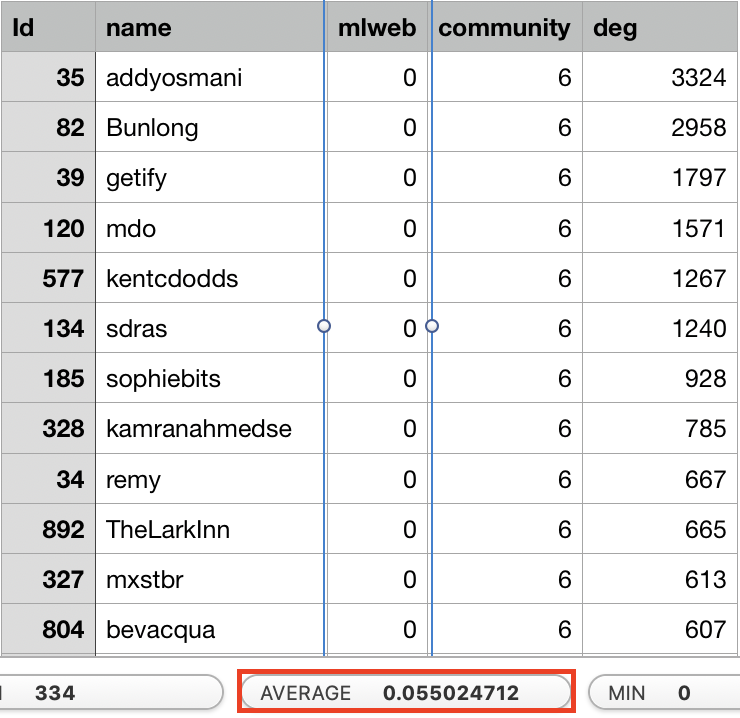 Id name mlweb community deg
35 addyosmani 0 6 3324
82 Bunlong 0 6 2958
39 getify 0 6 1797
120 mdo 0 6 1571
577 kentcdodds 0 6 1267
134 sdras 0 6 1240
185 sophiebits 0 6 928
328 kamranahmedse 0 6 785
34 remy 0 6 667
892 TheLarkInn 0 6 665
327 mxstbr 0 6 613
804 bevacqua 0 6 607
334 AVERAGE 0.055024712 MIN 0